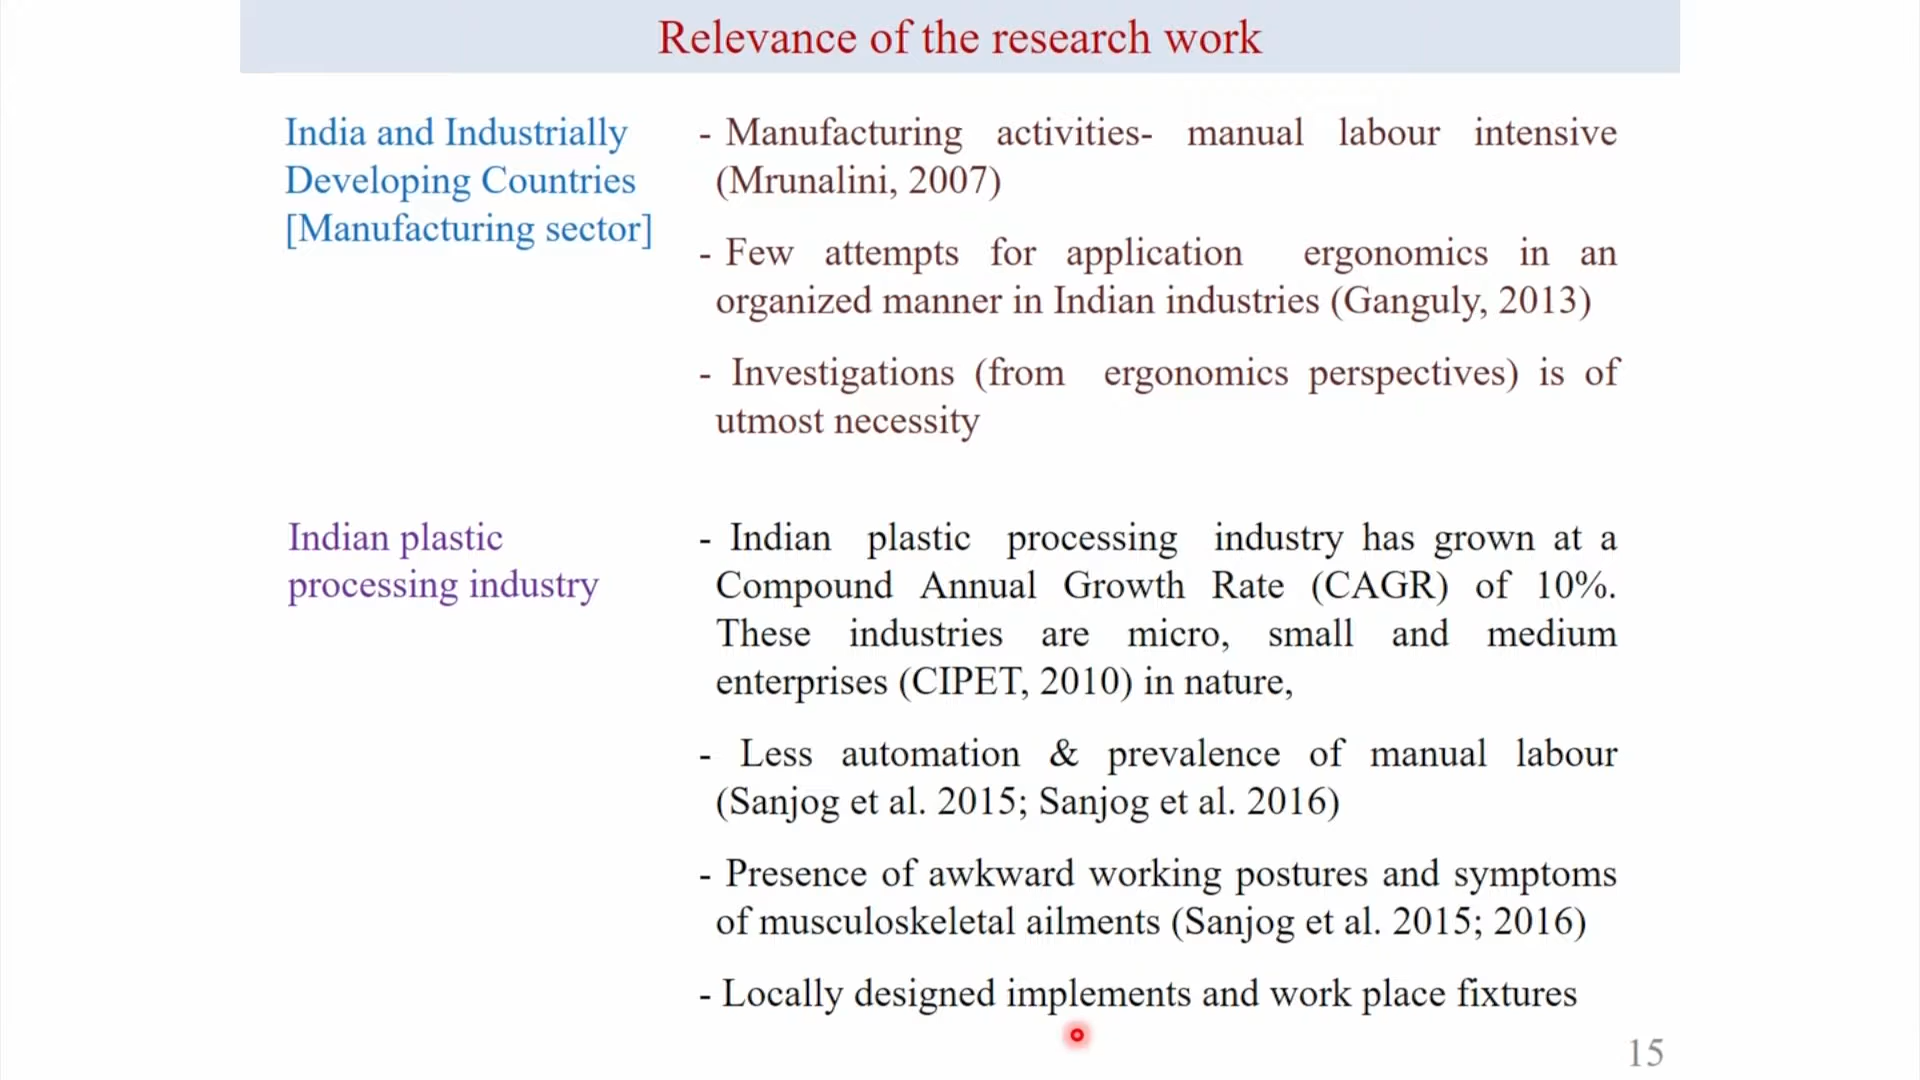 Relevance of the research work
India and Industrially
Developing Countries
[Manufacturing sector]
- Manufacturing activities- manual labour intensive
(Mrunalini, 2007)
- Few attempts for application ergonomics in an
organized manner in Indian industries (Ganguly, 2013)
- Investigations (from ergonomics perspectives) is of
utmost necessity
Indian plastic
processing industry
- Indian plastic processing industry has grown at a
Compound Annual Growth Rate (CAGR) of 10%.
These industries are micro, small and medium
enterprises (CIPET, 2010) in nature,
- Less automation & prevalence of manual labour
(Sanjog et al. 2015; Sanjog et al. 2016)
- Presence of awkward working postures and symptoms
of musculoskeletal ailments (Sanjog et al. 2015; 2016)
- Locally designed implements and work place fixtures
15